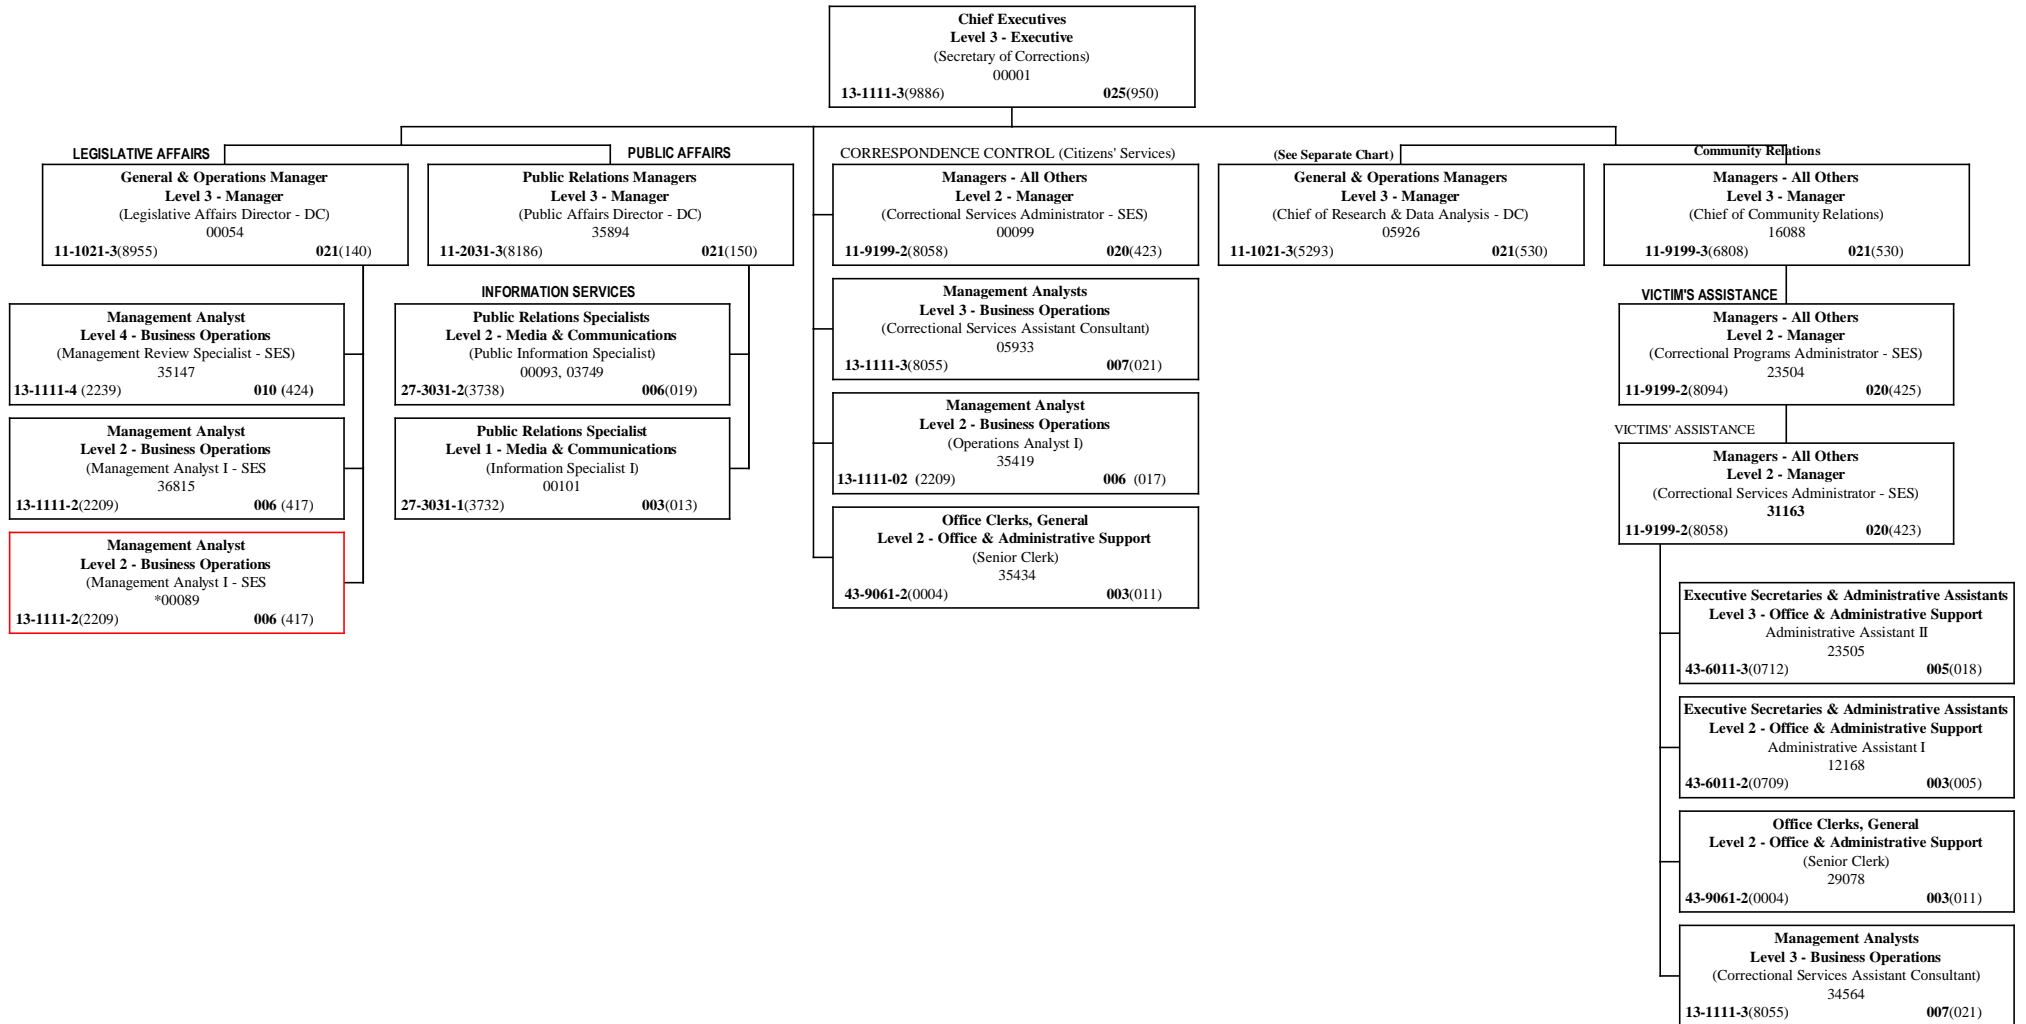 Chief Executives
Level 3 - Executive
(Secretary of Corrections)
00001
13-1111-3(9886) 025(950)
LEGISLATIVE AFFAIRS
General & Operations Manager
Level 3 - Manager
(Legislative Affairs Director - DC)
00054
11-1021-3(8955) 021(140)
Management Analyst
Level 4 - Business Operations
(Management Review Specialist - SES)
35147
13-1111-4 (2239) 010 (424)
Management Analyst
Level 2 - Business Operations
(Management Analyst I - SES
36815
13-1111-2(2209) 006 (417)
Management Analyst
Level 2 - Business Operations
(Management Analyst I - SES
*00089
13-1111-2(2209) 006 (417)
PUBLIC AFFAIRS
Public Relations Managers
Level 3 - Manager
(Public Affairs Director - DC)
35894
11-2031-3(8186) 021(150)
INFORMATION SERVICES
Public Relations Specialists
Level 2 - Media & Communications
(Public Information Specialist)
00093, 03749
27-3031-2(3738) 006(019)
Public Relations Specialist
Level 1 - Media & Communications
(Information Specialist I)
00101
27-3031-1(3732) 003(013)
CORRESPONDENCE CONTROL (Citizens' Services)
Managers - All Others
Level 2 - Manager
(Correctional Services Administrator - SES)
00099
11-9199-2(8058) 020(423)
Management Analysts
Level 3 - Business Operations
(Correctional Services Assistant Consultant)
05933
13-1111-3(8055) 007(021)
Management Analyst
Level 2 - Business Operations
(Operations Analyst I)
35419
13-1111-02 (2209) 006 (017)
Office Clerks, General
Level 2 - Office & Administrative Support
(Senior Clerk)
35434
43-9061-2(0004) 003(011)
(See Separate Chart)
General & Operations Managers
Level 3 - Manager
(Chief of Research & Data Analysis - DC)
05926
11-1021-3(5293) 021(530)
Community Relations
Managers - All Others
Level 3 - Manager
(Chief of Community Relations)
16088
11-9199-3(6808) 021(530)
VICTIM'S ASSISTANCE
Managers - All Others
Level 2 - Manager
(Correctional Programs Administrator - SES)
23504
11-9199-2(8094) 020(425)
VICTIMS' ASSISTANCE
Managers - All Others
Level 2 - Manager
(Correctional Services Administrator - SES)
31163
11-9199-2(8058) 020(423)
Executive Secretaries & Administrative Assistants
Level 3 - Office & Administrative Support
Administrative Assistant II
23505
43-6011-3(0712) 005(018)
Executive Secretaries & Administrative Assistants
Level 2 - Office & Administrative Support
Administrative Assistant I
12168
43-6011-2(0709) 003(005)
Office Clerks, General
Level 2 - Office & Administrative Support
(Senior Clerk)
29078
43-9061-2(0004) 003(011)
Management Analysts
Level 3 - Business Operations
(Correctional Services Assistant Consultant)
34564
13-1111-3(8055) 007(021)